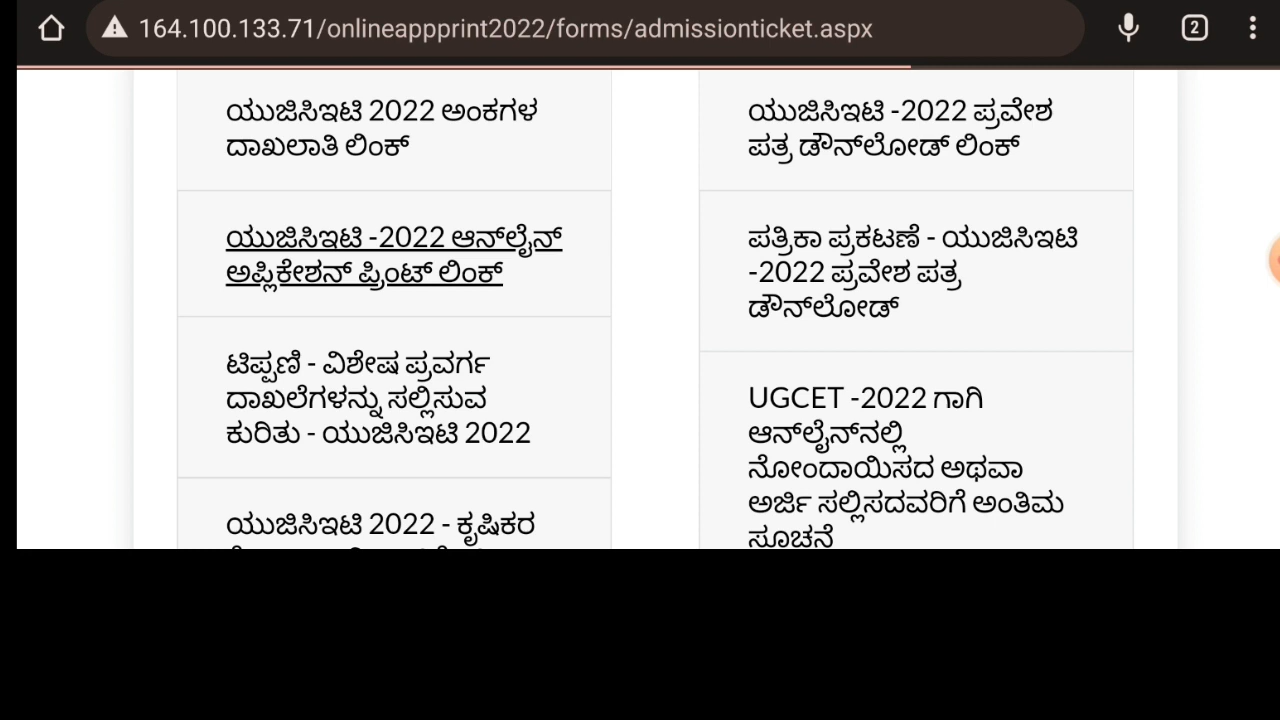 164.100.133.71/onlineappprint2022/forms/admissionticket.aspx
2
ಯುಜಿಸಿಇಟಿ 2022 ಅಂಕಗಳ
ದಾಖಲಾತಿ ಲಿಂಕ್
ಯುಜಿಸಿಇಟಿ -2022 ಆನ್‌ಲೈನ್
ಅಪ್ಲಿಕೇಶನ್ ಪ್ರಿಂಟ್ ಲಿಂಕ್
ಟಿಪ್ಪಣಿ - ವಿಶೇಷ ಪ್ರವರ್ಗ
ದಾಖಲೆಗಳನ್ನು ಸಲ್ಲಿಸುವ
ಕುರಿತು - ಯುಜಿಸಿಇಟಿ 2022
ಯುಜಿಸಿಇಟಿ 2022 - ಕೃಷಿಕರ
ಯುಜಿಸಿಇಟಿ -2022 ಪ್ರವೇಶ
ಪತ್ರ ಡೌನ್‌ಲೋಡ್ ಲಿಂಕ್
ಪತ್ರಿಕಾ ಪ್ರಕಟಣೆ - ಯುಜಿಸಿಇಟಿ
-2022 ಪ್ರವೇಶ ಪತ್ರ
ಡೌನ್‌ಲೋಡ್
UGCET -2022 ಗಾಗಿ
ಆನ್‌ಲೈನ್‌ನಲ್ಲಿ
ನೋಂದಾಯಿಸದ ಅಥವಾ
ಅರ್ಜಿ ಸಲ್ಲಿಸದವರಿಗೆ ಅಂತಿಮ
ಸೂಚನೆ